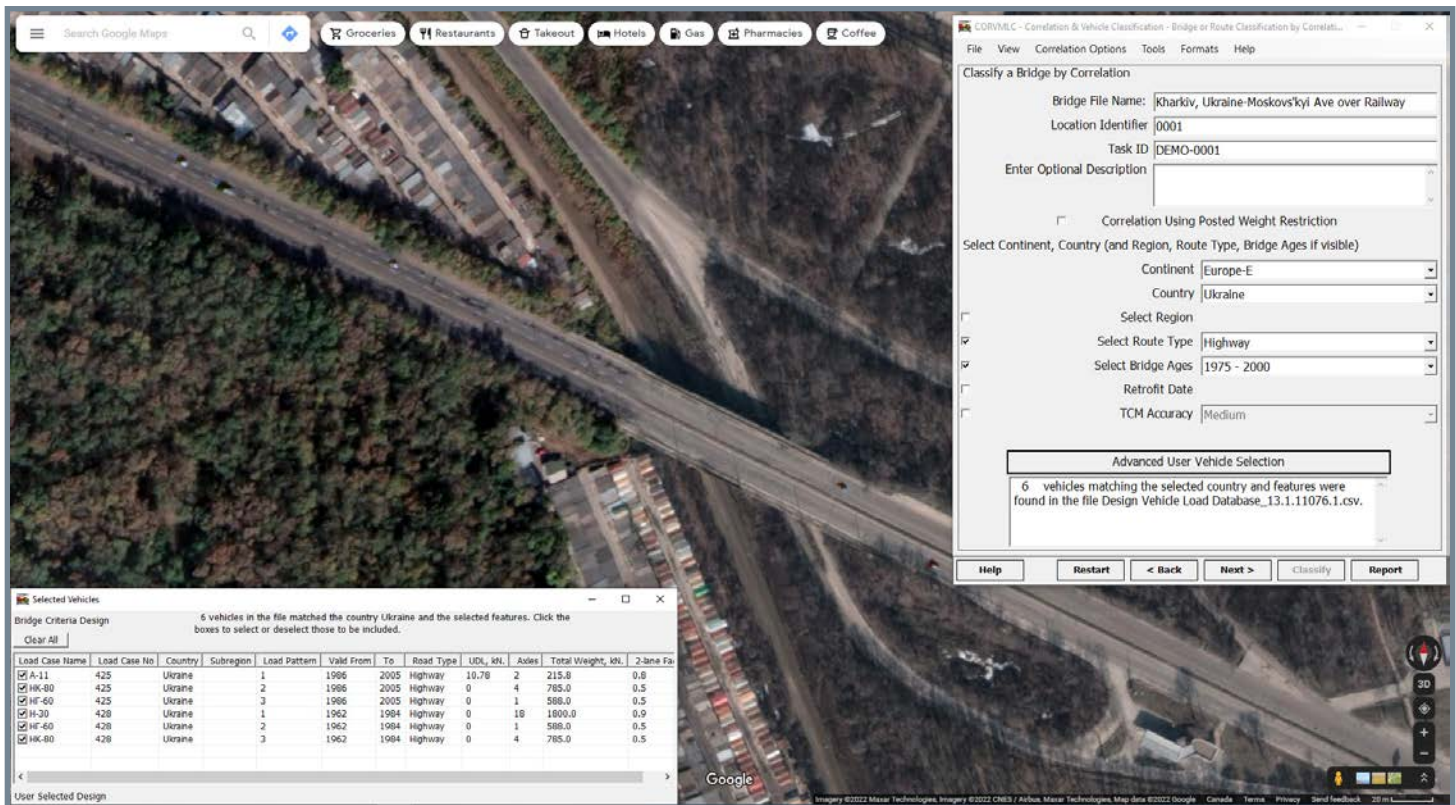 Search Google Maps
Groceries
Restaurants
Takeout
Hotels
Gas
Pharmacies
Coffee
CORVMLC - Correlation & Vehicle Classification - Bridge or Route Classification by Correlati...
File View Correlation Options Tools Formats Help
Classify a Bridge by Correlation
Bridge File Name: Kharkiv, Ukraine-Moskovs'kyi Ave over Railway
Location Identifier 0001
Task ID DEMO-0001
Enter Optional Description
Correlation Using Posted Weight Restriction
Select Continent, Country (and Region, Route Type, Bridge Ages if visible)
Continent Europe-E
Country Ukraine
Select Region
Select Route Type Highway
Select Bridge Ages 1975 - 2000
Retrofit Date
TCM Accuracy Medium
Advanced User Vehicle Selection
6 vehicles matching the selected country and features were
found in the file Design Vehicle Load Database_13.1.11076.1.csv.
Help Restart < Back Next > Classify Report
Selected Vehicles
Bridge Criteria Design
6 vehicles in the file matched the country Ukraine and the selected features. Click the
boxes to select or deselect those to be included.
Clear All
Load Case Name Load Case No Country Subregion Load Pattern Valid From To Road Type UDL, kN. Axles Total Weight, kN. 2-lane Fa
A-11 425 Ukraine 1 1986 2005 Highway 10.78 2 215.8 0.8
НК-80 425 Ukraine 2 1986 2005 Highway 0 4 785.0 0.5
НГ-60 425 Ukraine 3 1986 2005 Highway 0 1 588.0 0.5
Н-30 428 Ukraine 1 1962 1984 Highway 0 18 1800.0 0.9
НГ-60 428 Ukraine 2 1962 1984 Highway 0 1 588.0 0.5
НК-80 428 Ukraine 3 1962 1984 Highway 0 4 785.0 0.5
User Selected Design
Google
3D
Imagery ©2022 Maxar Technologies, Imagery ©2022 CNES / Airbus, Maxar Technologies, Map data ©2022 Google Canada Terms Privacy Send feedback 20 m